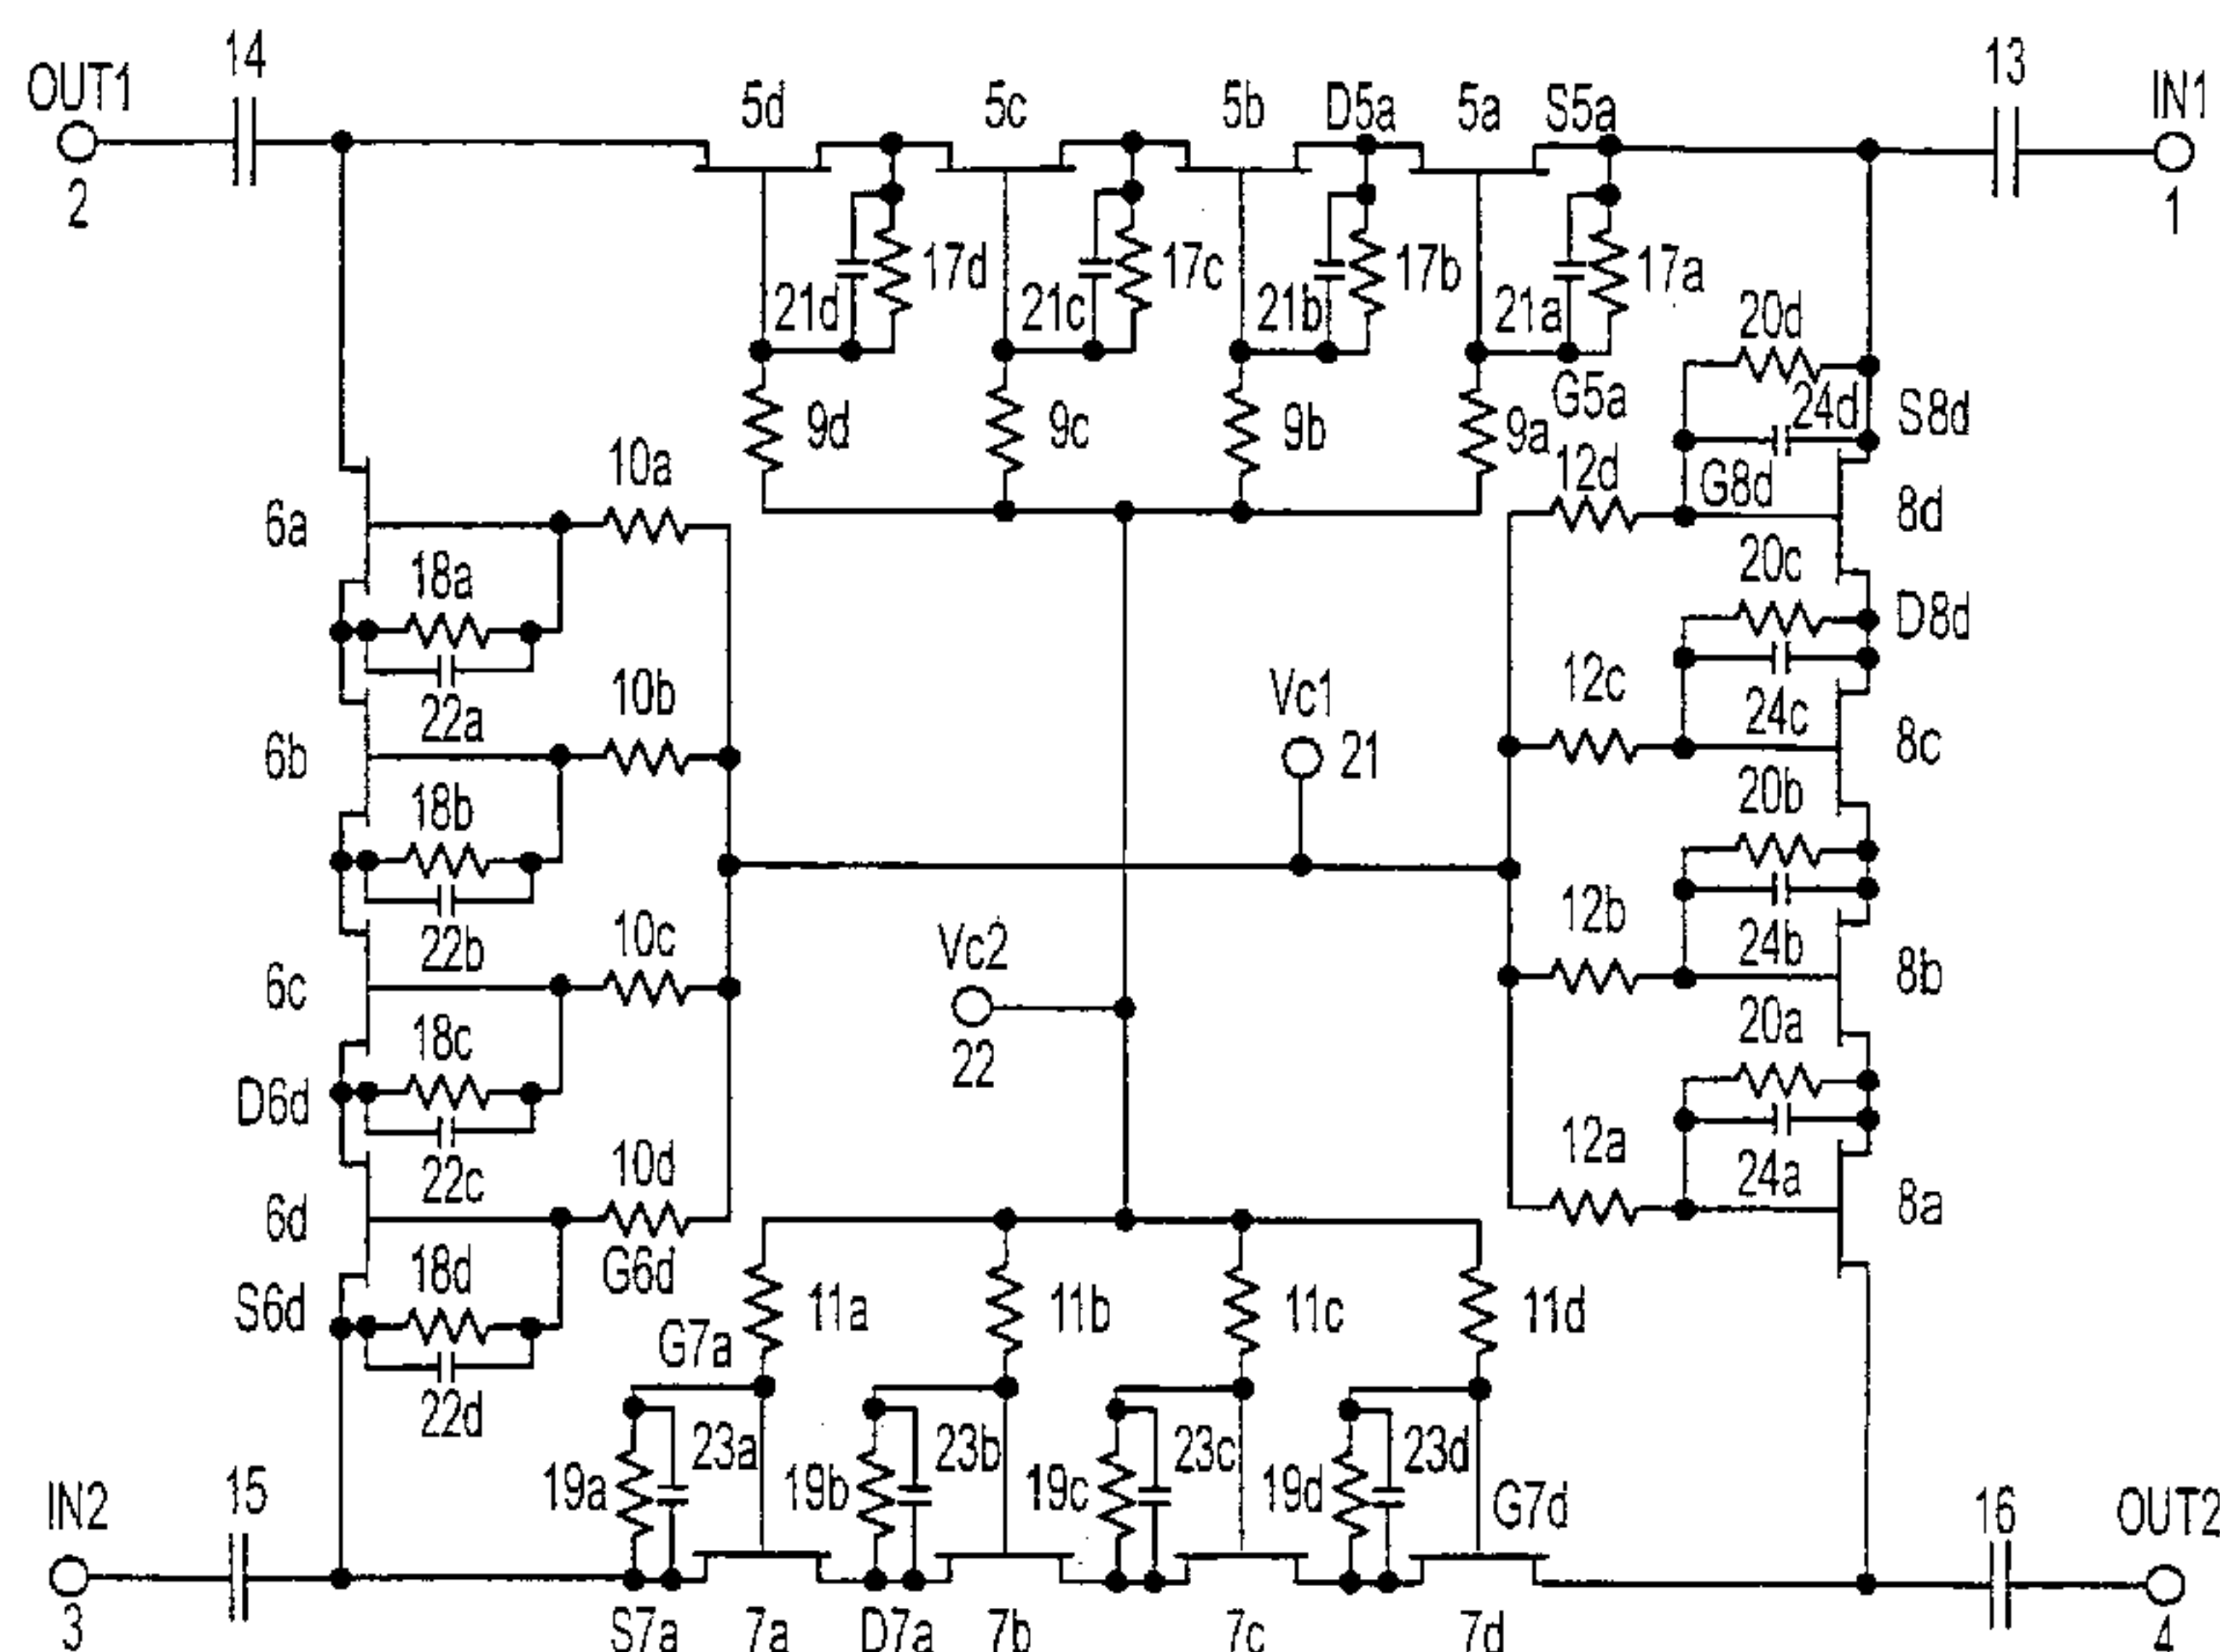 OUT1 14 5d 5c 5b D5a 5a S5a 13 IN1
2 1
21d 17d 21c 17c 21b 17b 21a 17a
20d
9d 9c 9b 9a G5a 24d S8d
10a 12d G8d
6a 8d
18a 20c
D8d
22a 10b Vc1 12c 24c
6b 21 8c
18b 20b
22b 10c Vc2 12b 24b
6c 8b
18c 22 20a
D6d
22c 10d 12a 24a
6d 8a
18d G6d
S6d 11a 11b 11c 11d
G7a
22d
23a 23b 23c 23d
IN2 15 19a 19b 19c 19d G7d 16 OUT2
3 S7a 7a D7a 7b 7c 7d 4